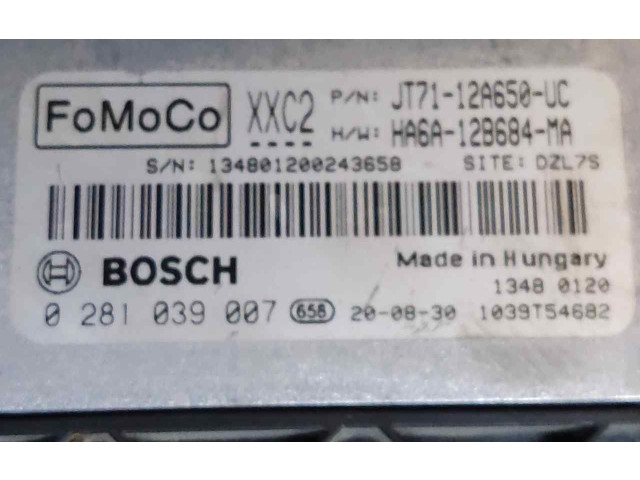 FoMoCo XXC2 P/N: JT71-12A650-UC
H/W: HA6A-12B684-MA
S/N: 134801200243658 SITE: DZL7S
BOSCH Made in Hungary
1348 0120
0 281 039 007 658 20-08-30 1039T54682